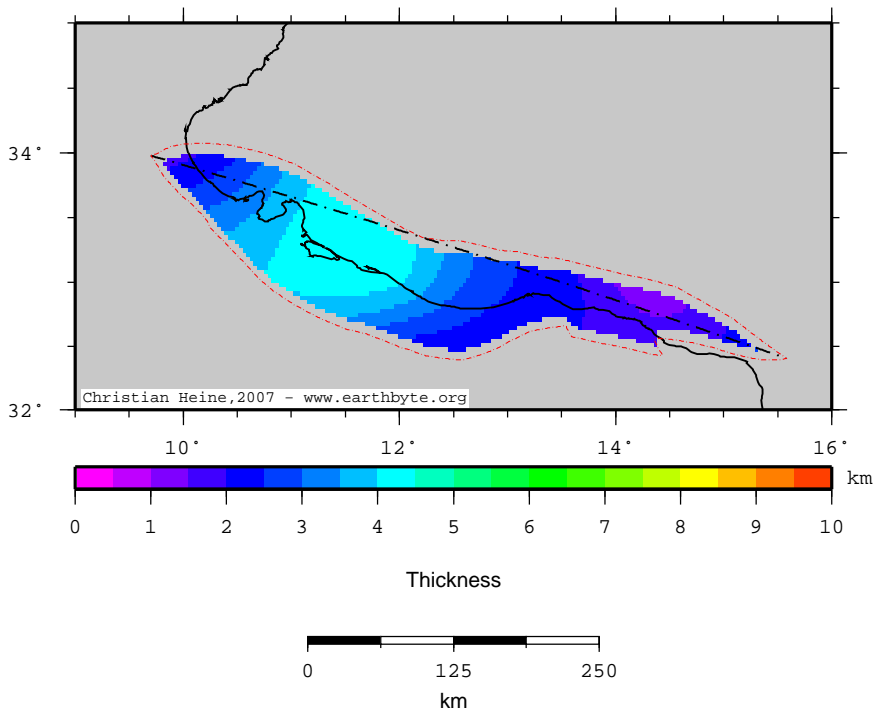 34°
32°
Christian Heine,2007 - www.earthbyte.org
10° 12° 14° 16°
km
0 1 2 3 4 5 6 7 8 9 10
Thickness
0 125 250
km